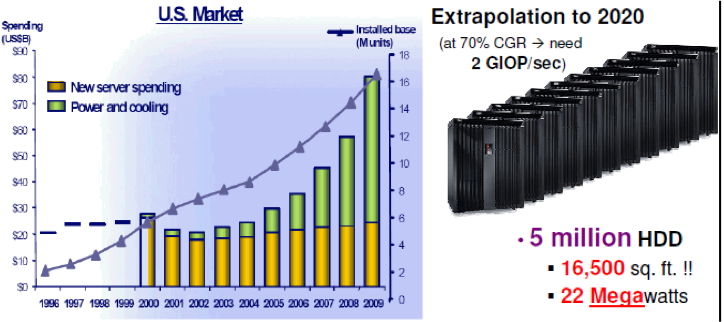 U.S. Market
Spending
(US$B)
Installed base
(M units)
$90
$80
$70
$60
$50
$40
$30
$20
$10
$0
New server spending
Power and cooling
18
16
14
12
10
8
6
4
2
0
1996 1997 1998 1999 2000 2001 2002 2003 2004 2005 2006 2007 2008 2009
Extrapolation to 2020
(at 70% CGR → need
2 GIOP/sec)
• 5 million HDD
▪ 16,500 sq. ft. !!
▪ 22 Megawatts